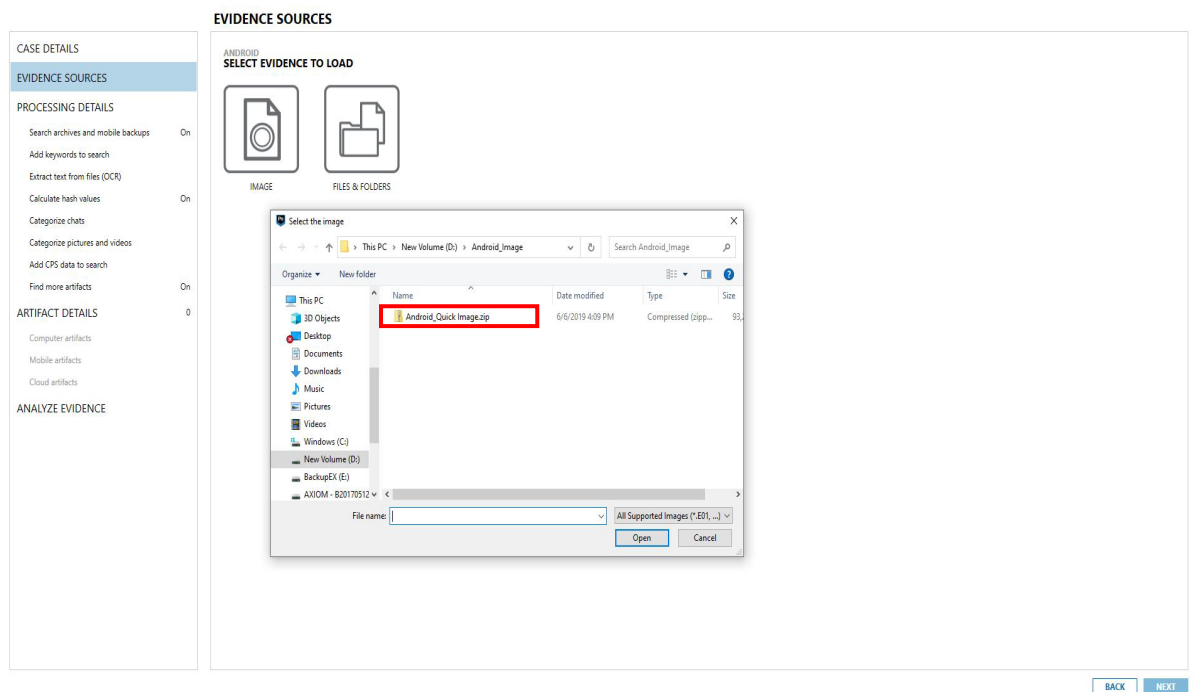 EVIDENCE SOURCES
CASE DETAILS
EVIDENCE SOURCES
PROCESSING DETAILS
Search archives and mobile backups On
Add keywords to search
Extract text from files (OCR)
Calculate hash values On
Categorize chats
Categorize pictures and videos
Add CPS data to search
Find more artifacts On
ARTIFACT DETAILS 0
Computer artifacts
Mobile artifacts
Cloud artifacts
ANALYZE EVIDENCE
ANDROID
SELECT EVIDENCE TO LOAD
IMAGE FILES & FOLDERS
Select the image
This PC > New Volume (D:) > Android_Image
Search Android_Image
Organize New folder
This PC
3D Objects
Desktop
Documents
Downloads
Music
Pictures
Videos
Windows (C:)
New Volume (D:)
BackupEX (E:)
AXIOM - B20170512
Name Date modified Type Size
Android_Quick Image.zip 6/6/2019 4:09 PM Compressed (zipp... 93,
File name: All Supported Images (*.E01, ...)
Open Cancel
BACK NEXT